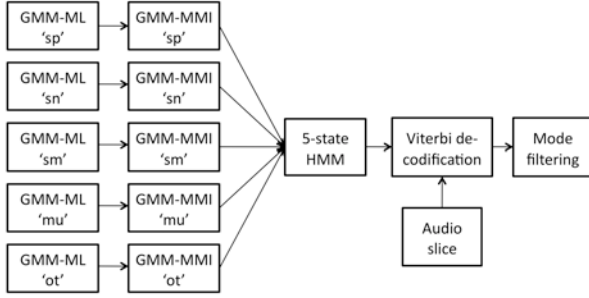 GMM-ML
'sp'
GMM-MMI
'sp'
GMM-ML
'sn'
GMM-MMI
'sn'
GMM-ML
'sm'
GMM-MMI
'sm'
GMM-ML
'mu'
GMM-MMI
'mu'
GMM-ML
'ot'
GMM-MMI
'ot'
5-state
HMM
Viterbi de-
codification
Mode
filtering
Audio
slice